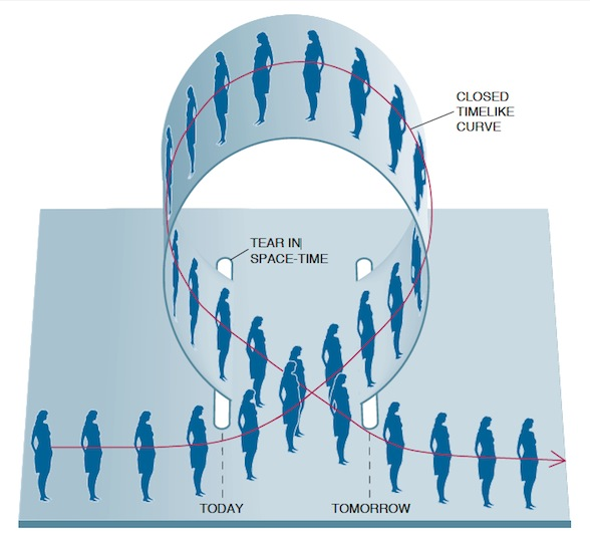 CLOSED
TIMELIKE
CURVE
TEAR IN
SPACE-TIME
TODAY
TOMORROW